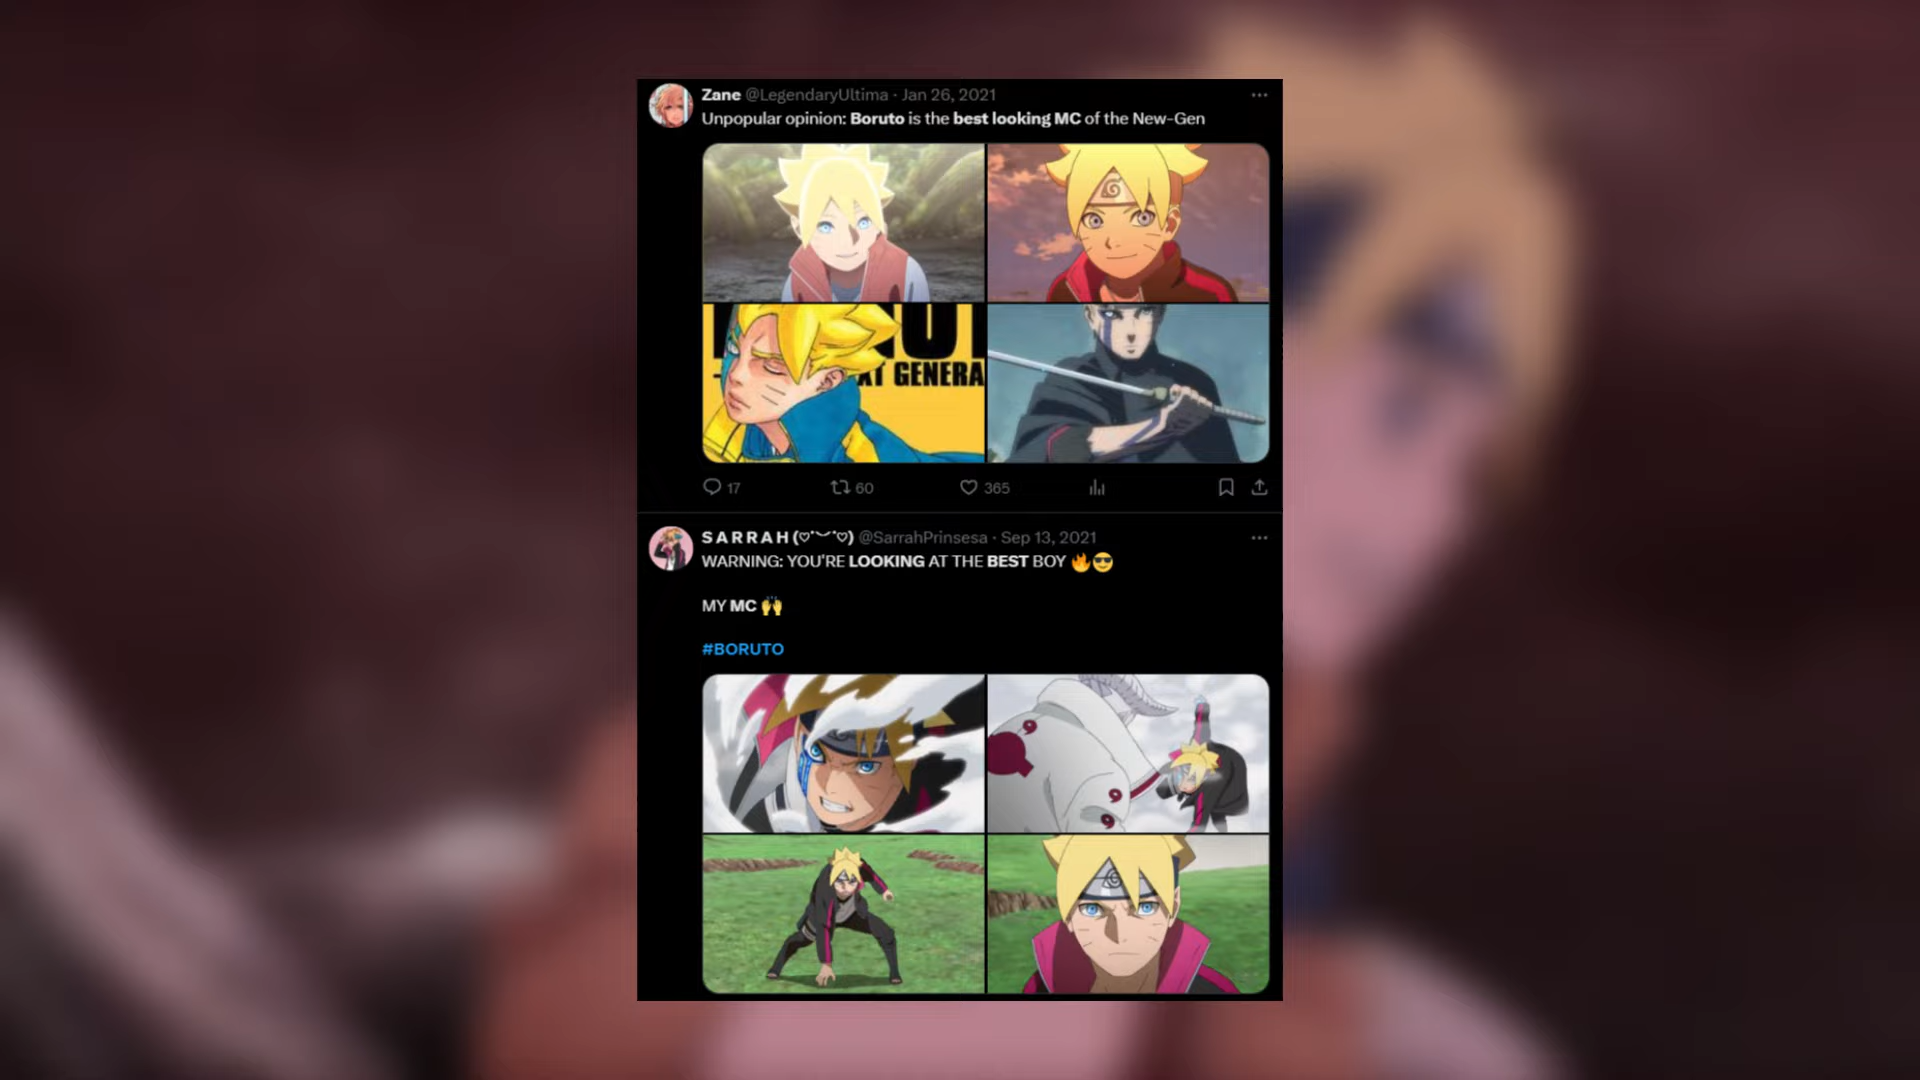 Zane @LegendaryUltima · Jan 26, 2021
Unpopular opinion: Boruto is the best looking MC of the New-Gen
NEXT GENERA
17 60 365
S A R R A H (♡˙︶˙♡) @SarrahPrinsesa · Sep 13, 2021
WARNING: YOU'RE LOOKING AT THE BEST BOY 🔥😎
MY MC 🙌
#BORUTO